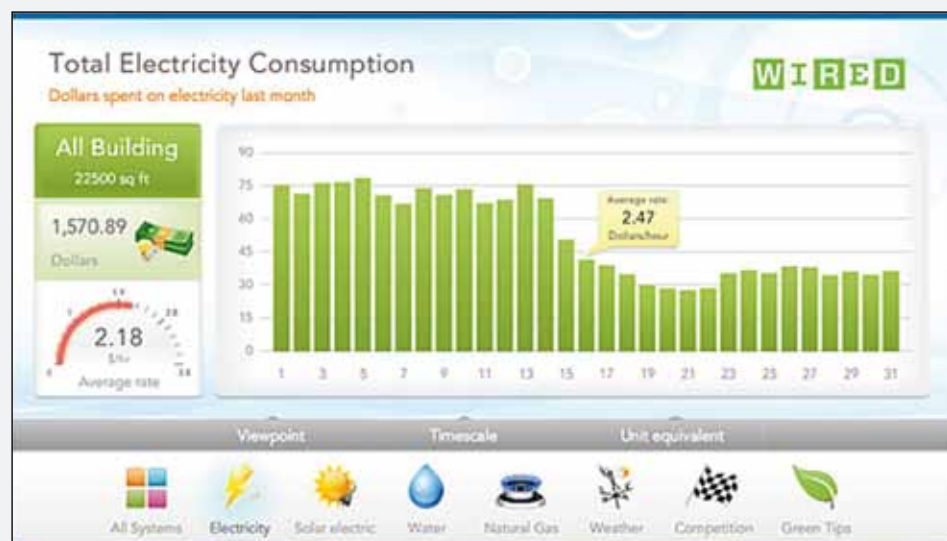 Total Electricity Consumption
Dollars spent on electricity last month
WIRED
All Building
22500 sq ft
1,570.89
Dollars
2.18
$/hr
Average rate
90
75
60
45
30
15
0
Average rate
2.47
Dollars/hour
1 3 5 7 9 11 13 15 17 19 21 23 25 27 29 31
Viewpoint Timescale Unit equivalent
All Systems Electricity Solar electric Water Natural Gas Weather Competition Green Tips